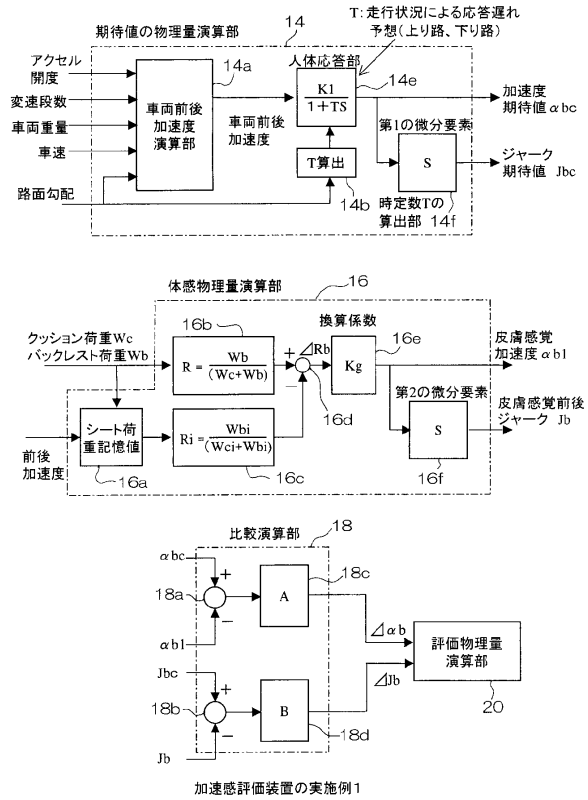 T: 走行状況による応答遅れ
予想(上り路、下り路)
期待値の物理量演算部
14
アクセル
開度
変速段数
車両重量
車速
路面勾配
車両前後
加速度
演算部
14a
車両前後
加速度
人体応答部
K1
1+TS
14e
T算出
14b
時定数Tの
算出部
第1の微分要素
S
14f
加速度
期待値 αbc
ジャーク
期待値 Jbc
体感物理量演算部
16
クッション荷重Wc
バックレスト荷重Wb
16b
R = Wb
(Wc+Wb)
+
−
⊿Rb
16d
換算係数
Kg
16e
皮膚感覚
加速度 αb1
前後
加速度
シート荷
重記憶値
16a
Ri = Wbi
(Wci+Wbi)
16c
第2の微分要素
S
16f
皮膚感覚前後
ジャーク Jb
比較演算部
18
αbc
+
18a
−
αb1
A
18c
⊿αb
Jbc
+
18b
−
Jb
B
18d
⊿Jb
評価物理量
演算部
20
加速感評価装置の実施例1